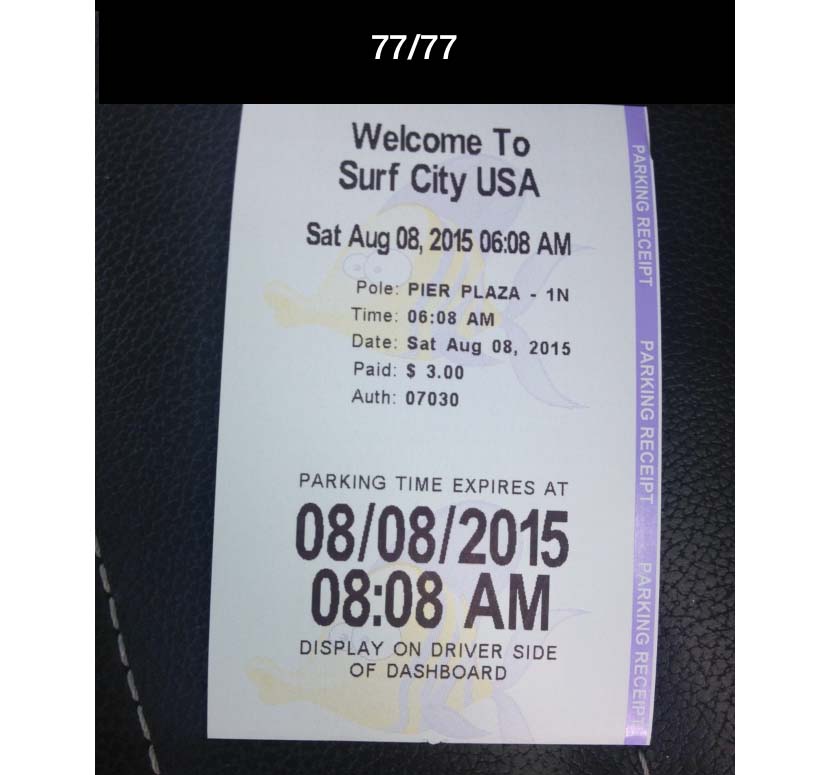 77/77
Welcome To
Surf City USA
Sat Aug 08, 2015 06:08 AM
Pole: PIER PLAZA - 1N
Time: 06:08 AM
Date: Sat Aug 08, 2015
Paid: $ 3.00
Auth: 07030
PARKING TIME EXPIRES AT
08/08/2015
08:08 AM
DISPLAY ON DRIVER SIDE
OF DASHBOARD
PARKING RECEIPT
PARKING RECEIPT
PARKING RECEIPT